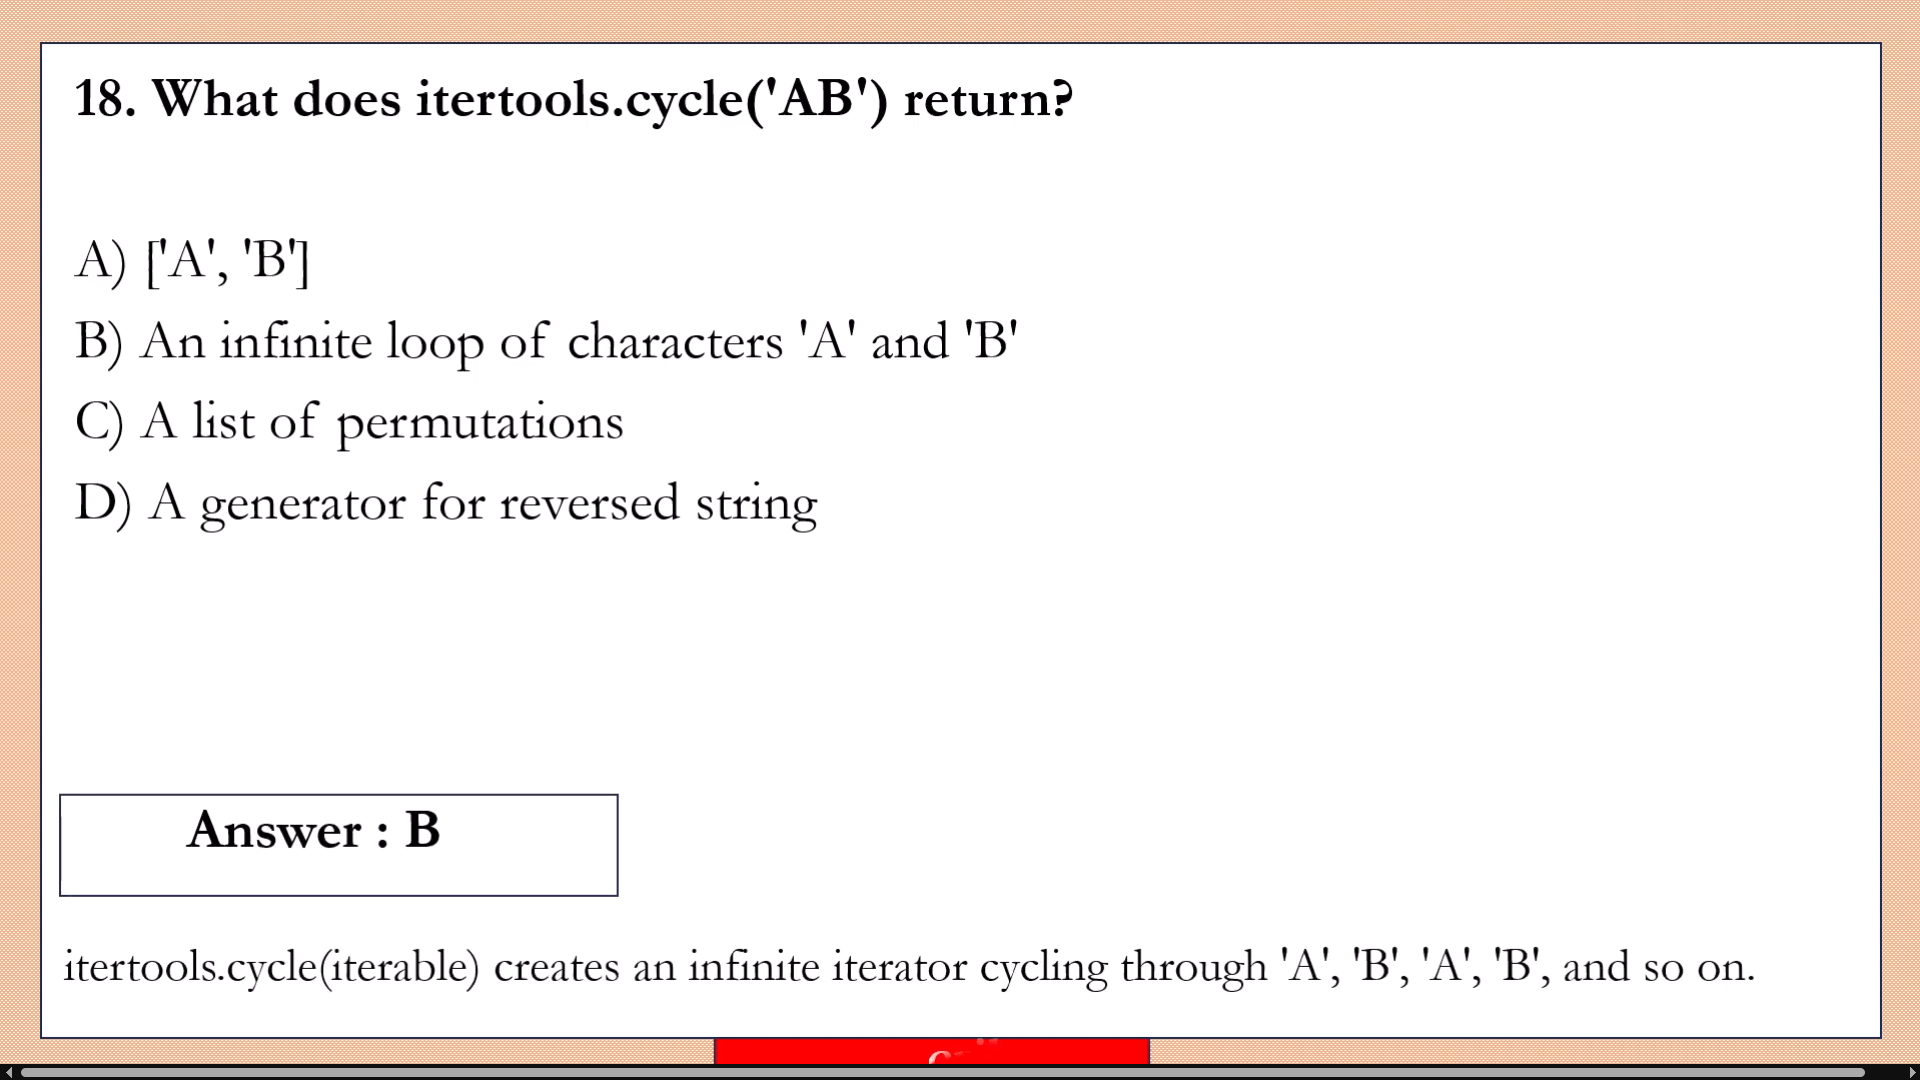 18. What does itertools.cycle('AB') return?
A) ['A', 'B']
B) An infinite loop of characters 'A' and 'B'
C) A list of permutations
D) A generator for reversed string
Answer : B
itertools.cycle(iterable) creates an infinite iterator cycling through 'A', 'B', 'A', 'B', and so on.